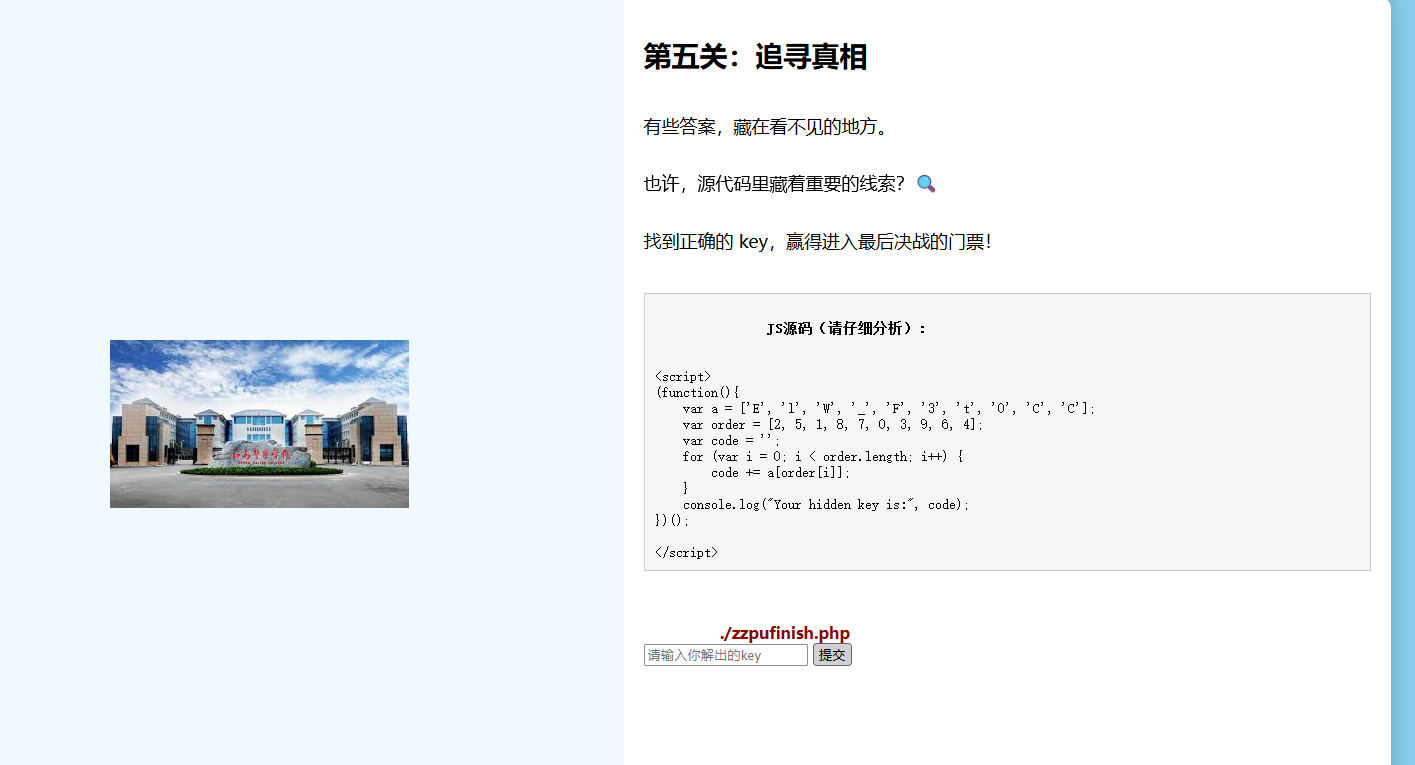 第五关：追寻真相
有些答案，藏在看不见的地方。
也许，源代码里藏着重要的线索？🔍
找到正确的 key，赢得进入最后决战的门票！
JS源码（请仔细分析）:
<script>
(function(){
    var a = ['E', 'l', 'W', '_', 'F', '3', 't', 'O', 'C', 'C'];
    var order = [2, 5, 1, 8, 7, 0, 3, 9, 6, 4];
    var code = '';
    for (var i = 0; i < order.length; i++) {
        code += a[order[i]];
    }
    console.log("Your hidden key is:", code);
})();
</script>
./zzpufinish.php
请输入你解出的key 提交